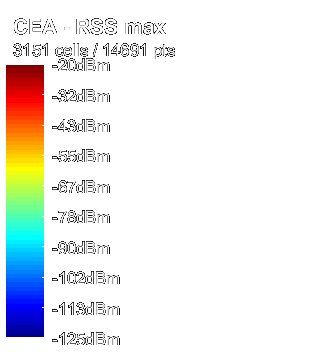 CEA - RSS max
3151 cells / 14691 pts
-20dBm
-32dBm
-43dBm
-55dBm
-67dBm
-78dBm
-90dBm
-102dBm
-113dBm
-125dBm